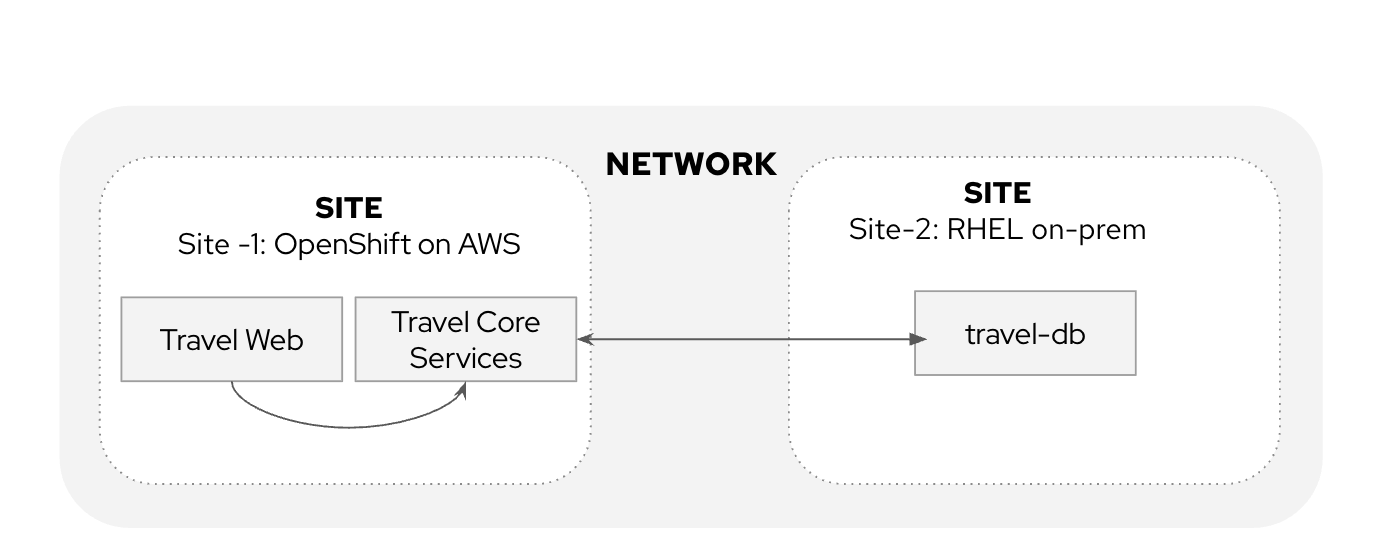 NETWORK
SITE
Site -1: OpenShift on AWS
Travel Web
Travel Core
Services
SITE
Site-2: RHEL on-prem
travel-db